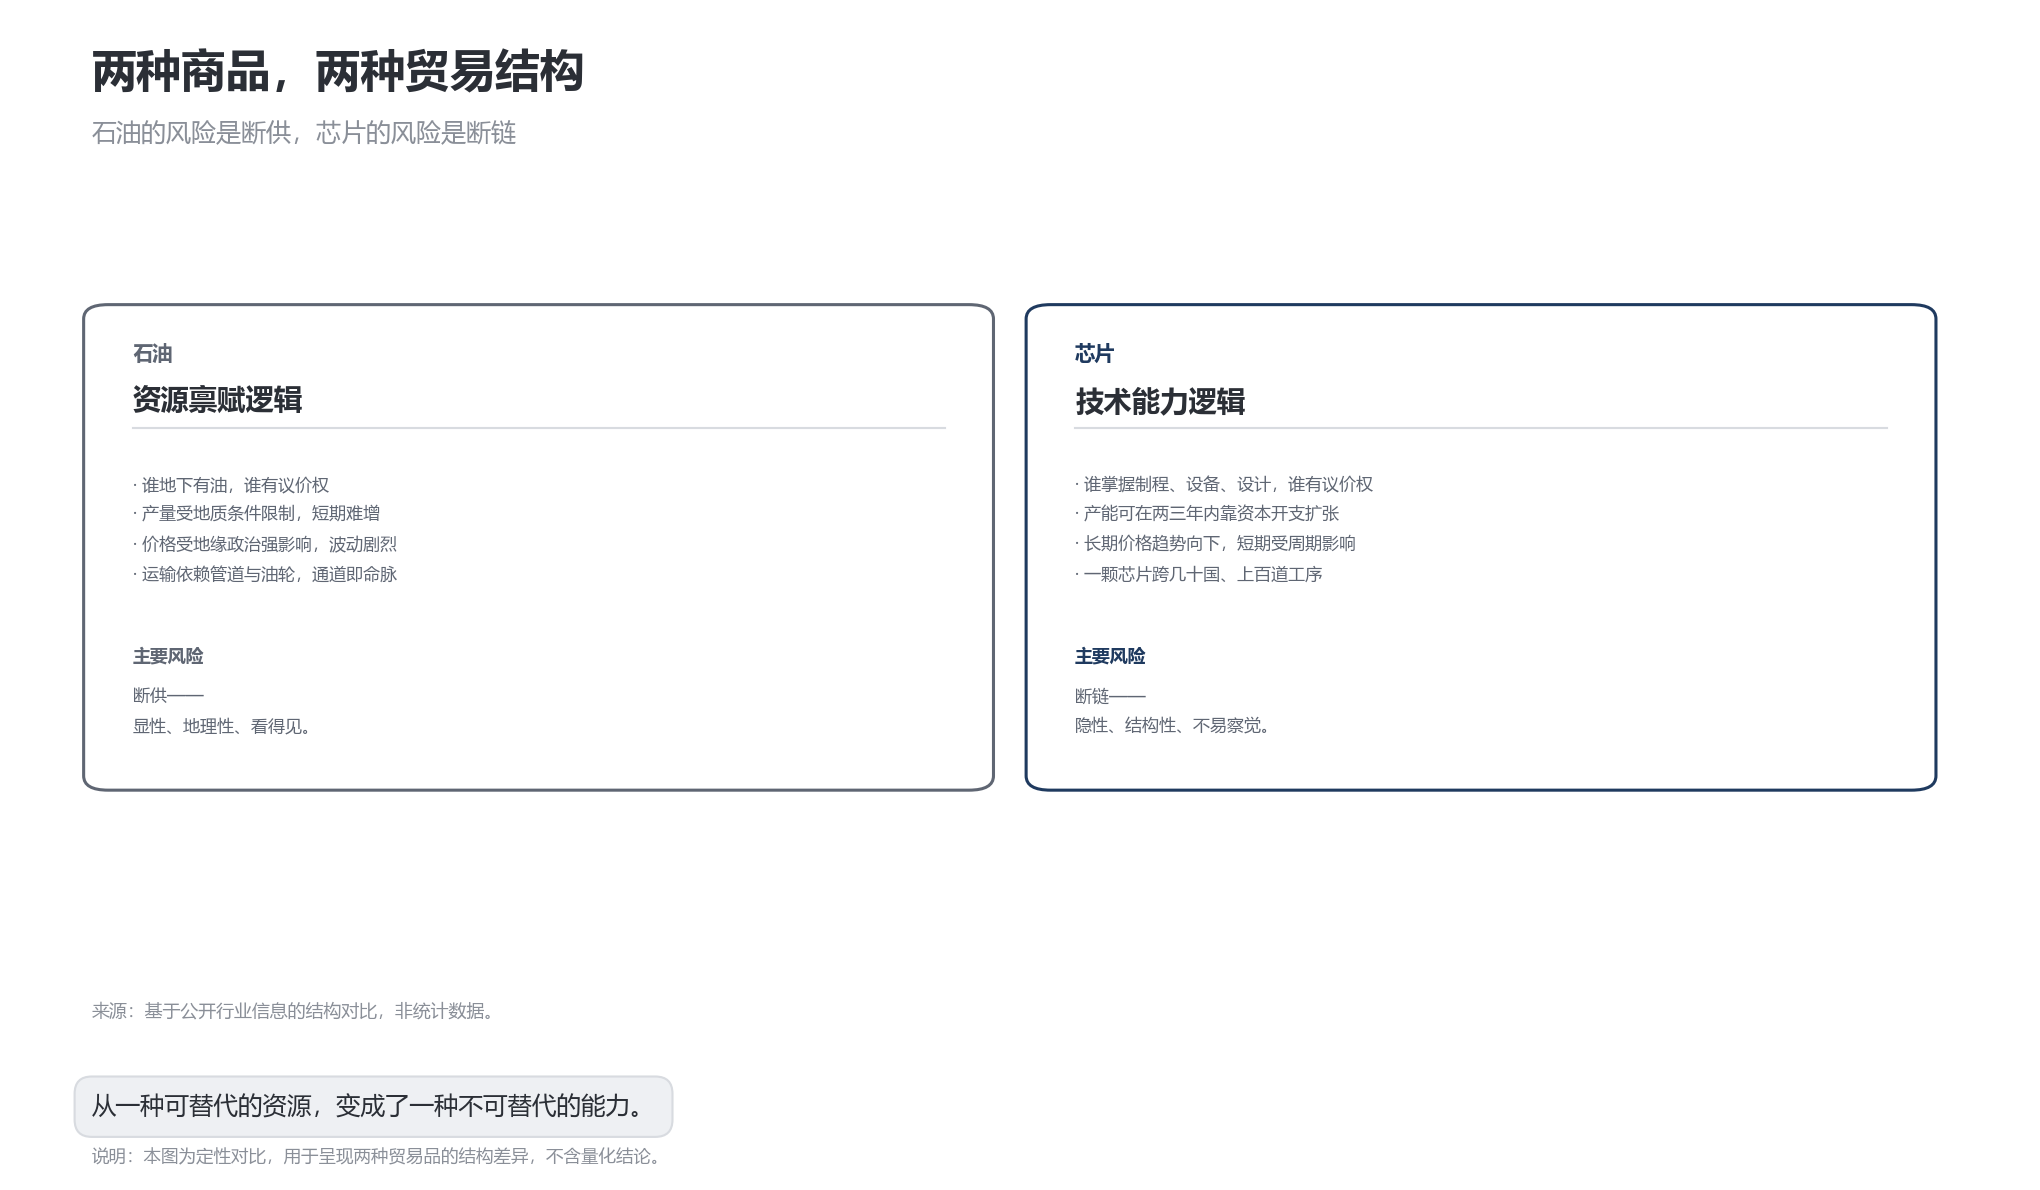 两种商品，两种贸易结构
石油的风险是断供，芯片的风险是断链
石油
资源禀赋逻辑
· 谁地下有油，谁有议价权
· 产量受地质条件限制，短期难增
· 价格受地缘政治强影响，波动剧烈
· 运输依赖管道与油轮，通道即命脉
主要风险
断供——
显性、地理性、看得见。
芯片
技术能力逻辑
· 谁掌握制程、设备、设计，谁有议价权
· 产能可在两三年内靠资本开支扩张
· 长期价格趋势向下，短期受周期影响
· 一颗芯片跨几十国、上百道工序
主要风险
断链——
隐性、结构性、不易察觉。
来源：基于公开行业信息的结构对比，非统计数据。
从一种可替代的资源，变成了一种不可替代的能力。
说明：本图为定性对比，用于呈现两种贸易品的结构差异，不含量化结论。